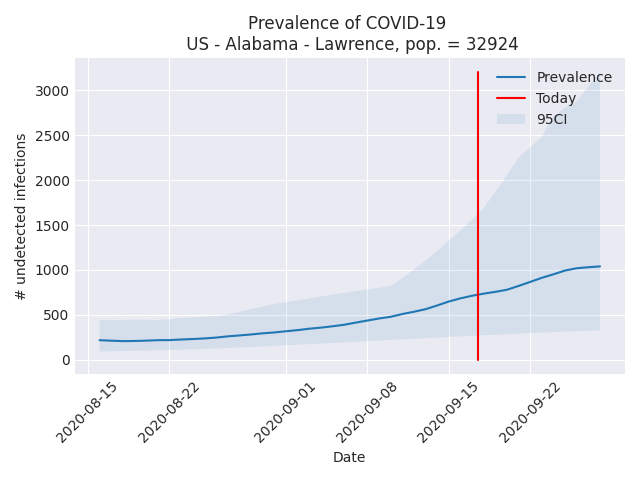 Prevalence of COVID-19
US - Alabama - Lawrence, pop. = 32924
Prevalence
Today
95CI
3000
2500
2000
1500
1000
500
0
# undetected infections
2020-08-15
2020-08-22
2020-09-01
2020-09-08
2020-09-15
2020-09-22
Date